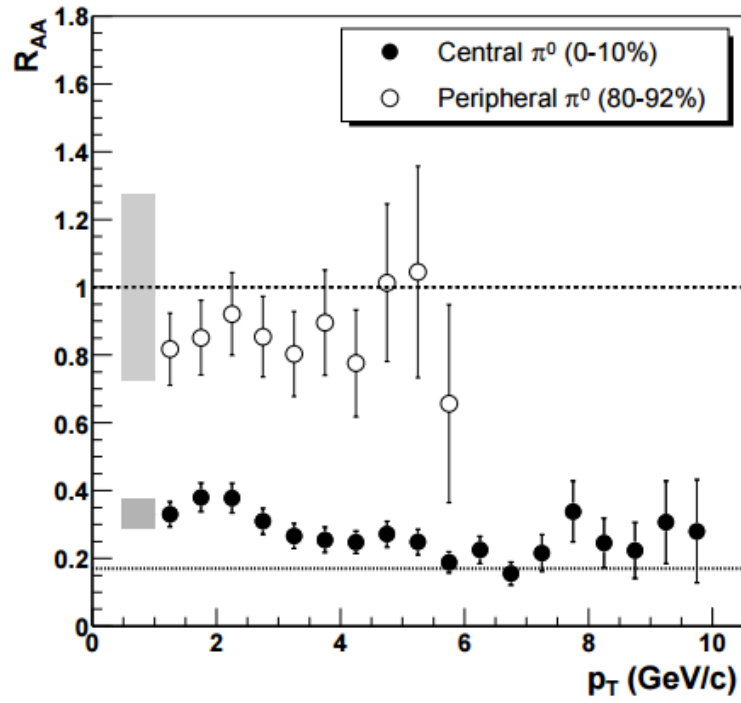 R_AA
1.8
1.6
1.4
1.2
1
0.8
0.6
0.4
0.2
0
Central π⁰ (0-10%)
Peripheral π⁰ (80-92%)
0 2 4 6 8 10
p_T (GeV/c)